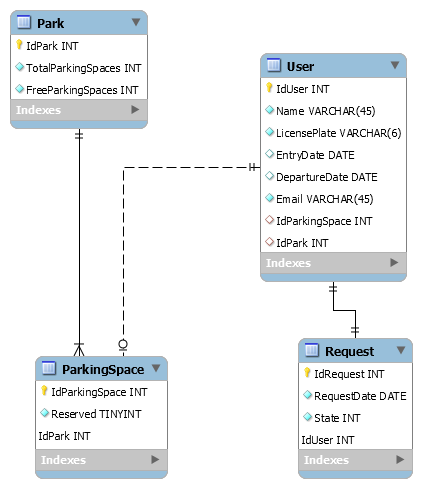 Park
IdPark INT
TotalParkingSpaces INT
FreeParkingSpaces INT
Indexes
User
IdUser INT
Name VARCHAR(45)
LicensePlate VARCHAR(6)
EntryDate DATE
DepartureDate DATE
Email VARCHAR(45)
IdParkingSpace INT
IdPark INT
Indexes
ParkingSpace
IdParkingSpace INT
Reserved TINYINT
IdPark INT
Indexes
Request
IdRequest INT
RequestDate DATE
State INT
IdUser INT
Indexes